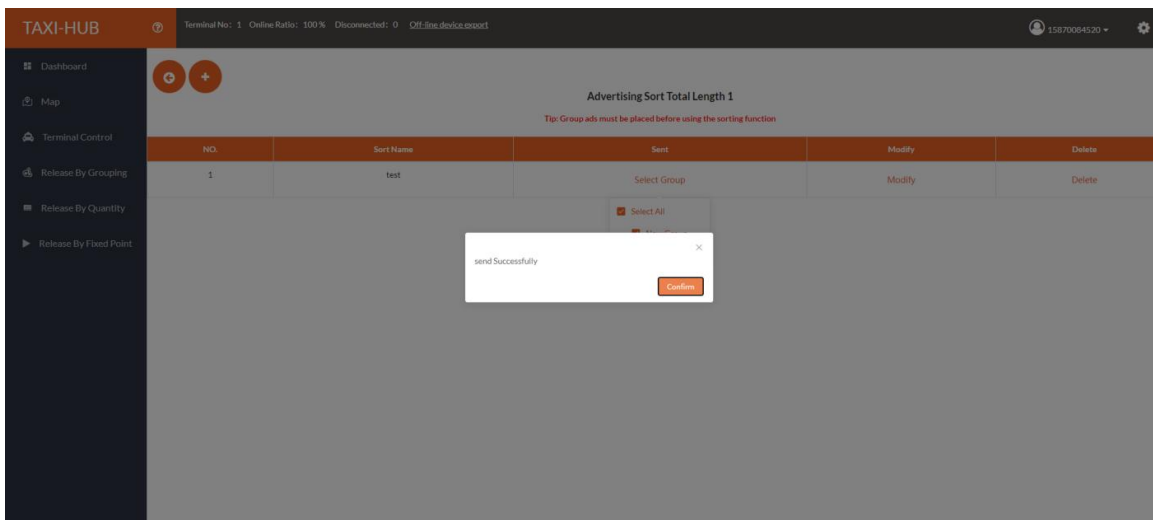 TAXI-HUB
Terminal No: 1 Online Ratio: 100 % Disconnected: 0 Off-line device export
15870084520
Dashboard
Map
Terminal Control
Release By Grouping
Release By Quantity
Release By Fixed Point
Advertising Sort Total Length 1
Tip: Group ads must be placed before using the sorting function
NO. Sort Name Sent Modify Delete
1 test Select Group Modify Delete
Select All
send Successfully
Confirm